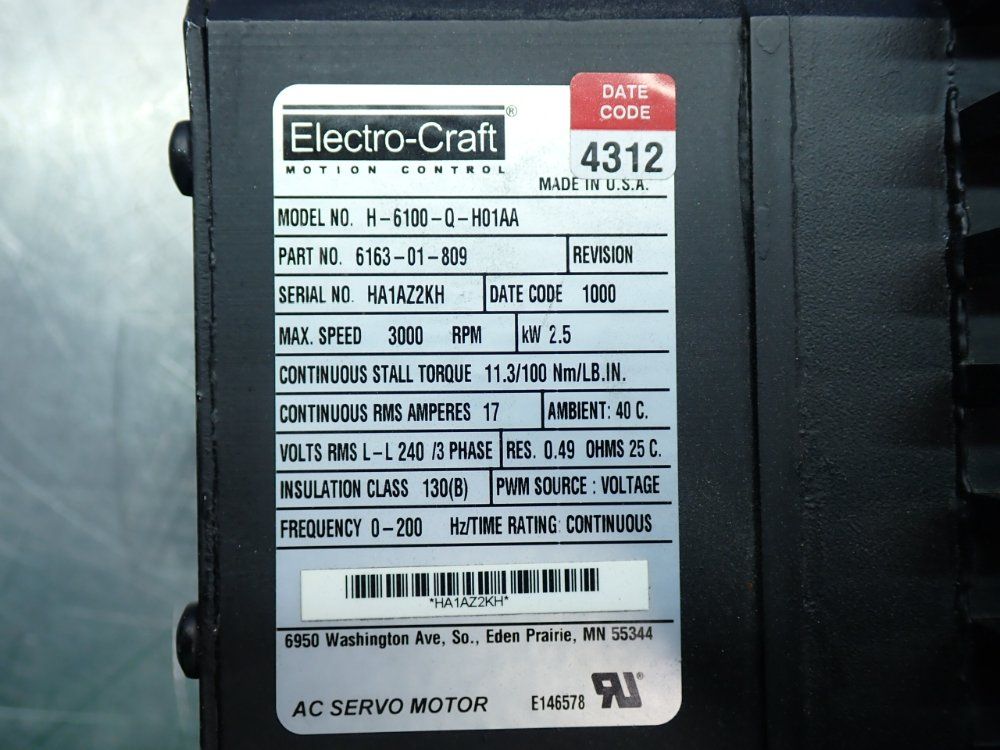 DATE
CODE
4312
Electro-Craft®
MOTION CONTROL
MADE IN U.S.A.
MODEL NO. H-6100-Q-H01AA
PART NO. 6163-01-809 REVISION
SERIAL NO. HA1AZ2KH DATE CODE 1000
MAX. SPEED 3000 RPM kW 2.5
CONTINUOUS STALL TORQUE 11.3/100 Nm/LB.IN.
CONTINUOUS RMS AMPERES 17 AMBIENT: 40 C.
VOLTS RMS L-L 240 /3 PHASE RES. 0.49 OHMS 25 C.
INSULATION CLASS 130(B) PWM SOURCE : VOLTAGE
FREQUENCY 0-200 Hz/TIME RATING: CONTINUOUS
*HA1AZ2KH*
6950 Washington Ave, So., Eden Prairie, MN 55344
AC SERVO MOTOR E146578 RU®